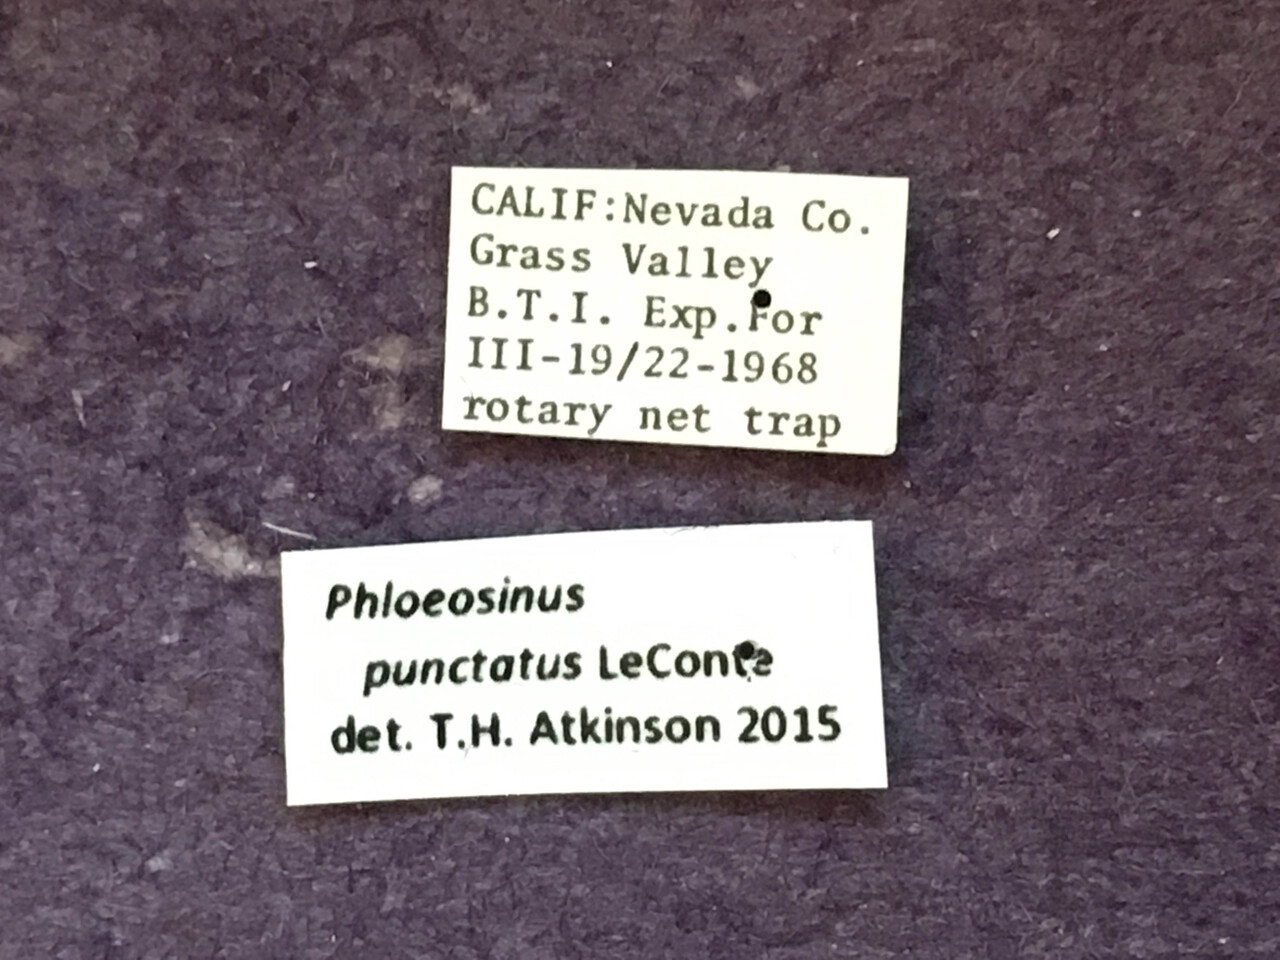 CALIF:Nevada Co.
Grass Valley
B.T.I. Exp.For
III-19/22-1968
rotary net trap
Phloeosinus
punctatus LeConte
det. T.H. Atkinson 2015